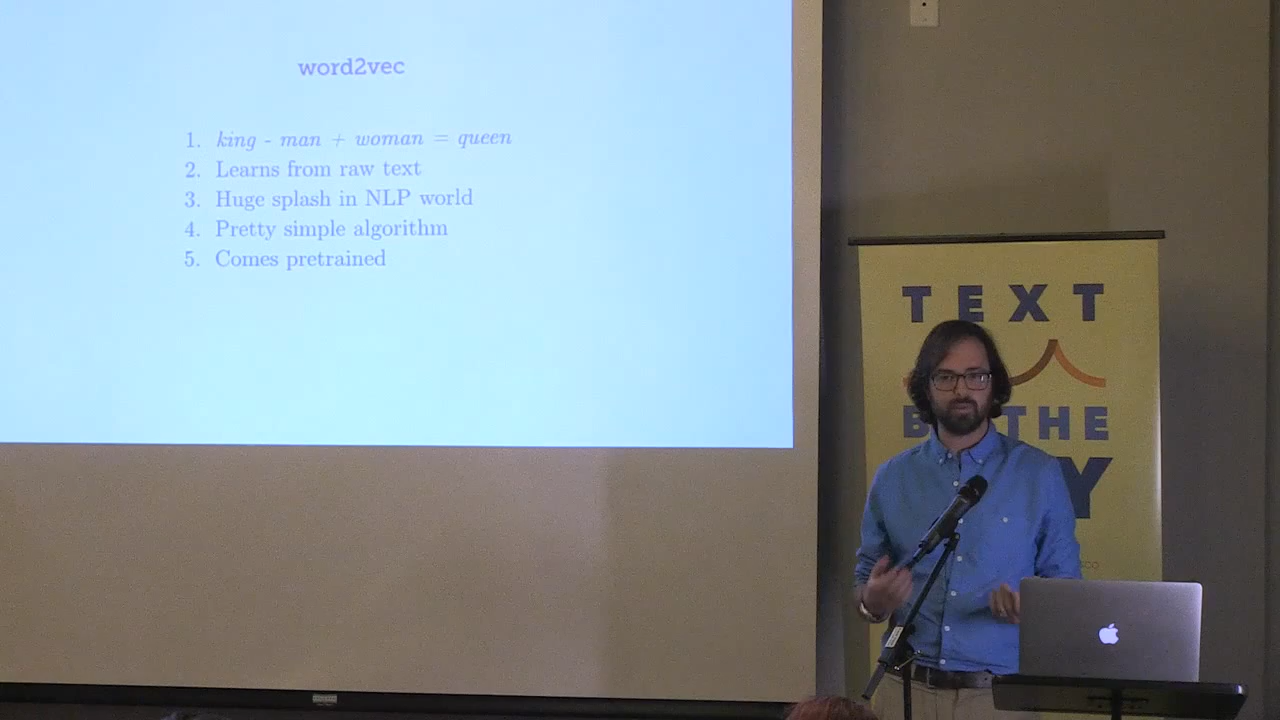 word2vec
1. king - man + woman = queen
2. Learns from raw text
3. Huge splash in NLP world
4. Pretty simple algorithm
5. Comes pretrained
TEXT
THE